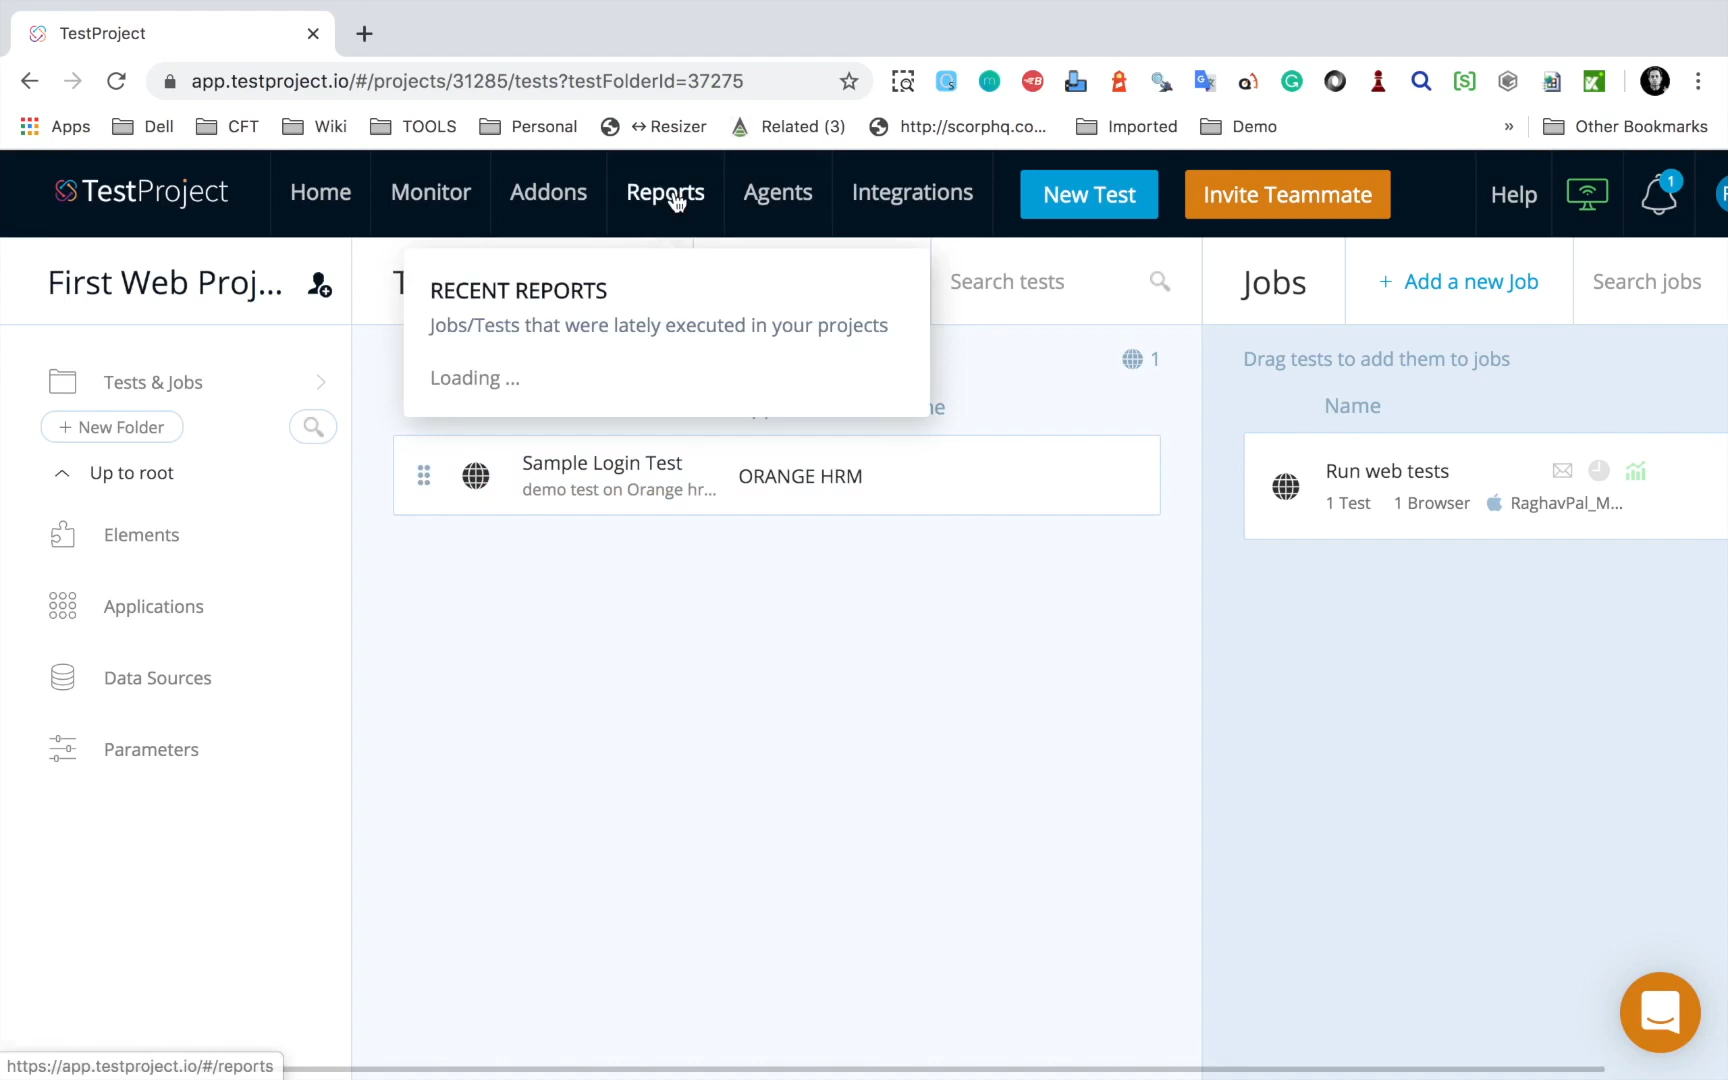 TestProject
app.testproject.io/#/projects/31285/tests?testFolderId=37275
Apps Dell CFT Wiki TOOLS Personal ↔Resizer Related (3) http://scorphq.co... Imported Demo » Other Bookmarks
TestProject Home Monitor Addons Reports Agents Integrations New Test Invite Teammate Help 1
First Web Proj... Search tests Jobs + Add a new Job Search jobs
RECENT REPORTS
Jobs/Tests that were lately executed in your projects
Loading ...
1
Drag tests to add them to jobs
Name
Tests & Jobs
+ New Folder
Up to root
Elements
Applications
Data Sources
Parameters
Sample Login Test
demo test on Orange hr...
ORANGE HRM
Run web tests
1 Test 1 Browser RaghavPal_M...
https://app.testproject.io/#/reports